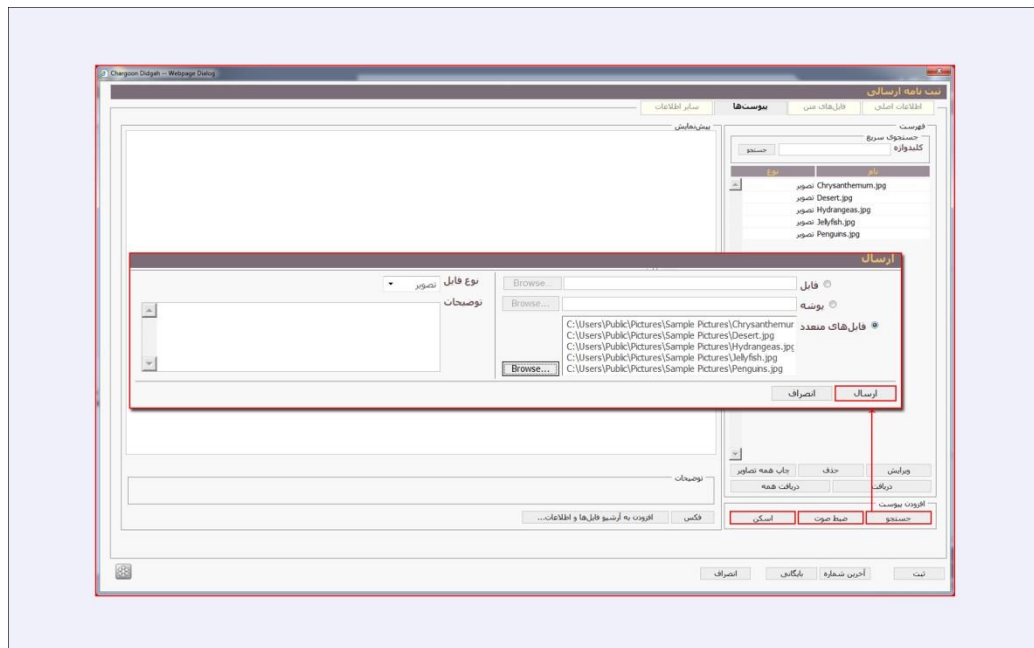 Chargoon Didgah -- Webpage Dialog
ثبت نامه ارسالی
اطلاعات اصلی
فایل‌های متن
پیوست‌ها
سایر اطلاعات
فهرست
جستجوی سریع
کلیدواژه
جستجو
نام
نوع
Chrysanthemum.jpg تصویر
Desert.jpg تصویر
Hydrangeas.jpg تصویر
Jellyfish.jpg تصویر
Penguins.jpg تصویر
پیش‌نمایش
ارسال
فایل
Browse...
پوشه
Browse...
فایل‌های متعدد
C:\Users\Public\Pictures\Sample Pictures\Chrysanthemur
C:\Users\Public\Pictures\Sample Pictures\Desert.jpg
C:\Users\Public\Pictures\Sample Pictures\Hydrangeas.jpg
C:\Users\Public\Pictures\Sample Pictures\Jellyfish.jpg
C:\Users\Public\Pictures\Sample Pictures\Penguins.jpg
Browse...
نوع فایل
تصویر
توضیحات
ارسال
انصراف
ویرایش
حذف
چاپ همه تصاویر
دریافت
دریافت همه
افزودن پیوست
جستجو
ضبط صوت
اسکن
توضیحات
فکس
افزودن به آرشیو فایل‌ها و اطلاعات...
ثبت
آخرین شماره
بایگانی
انصراف